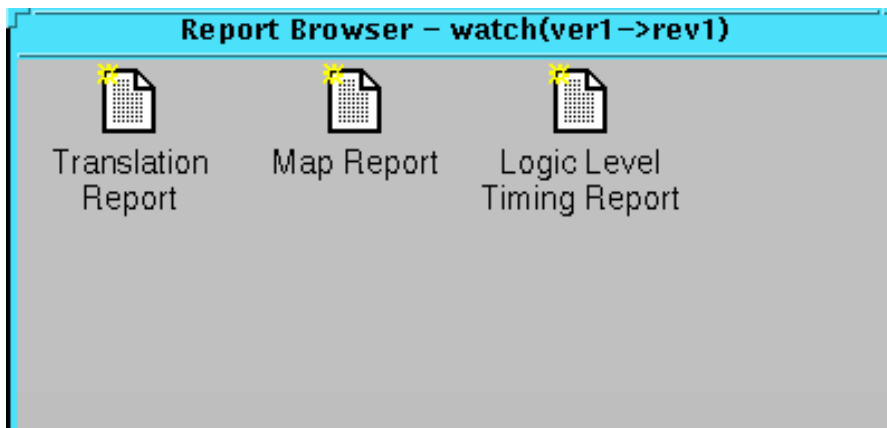 Report Browser – watch(ver1–>rev1)
Translation
Report
Map Report
Logic Level
Timing Report